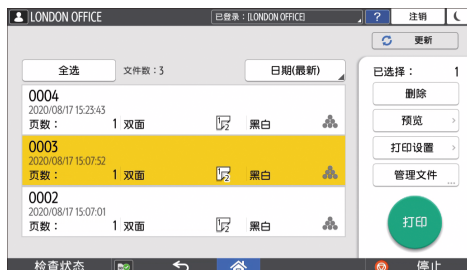 LONDON OFFICE
已登录：[LONDON OFFICE]
?
注销
更新
全选
文件数：3
日期(最新)
已选择： 1
0004
2020/08/17 15:23:43
页数： 1 双面 黑白
0003
2020/08/17 15:07:52
页数： 1 双面 黑白
0002
2020/08/17 15:07:01
页数： 1 双面 黑白
删除
预览
打印设置
管理文件
...
打印
检查状态
停止